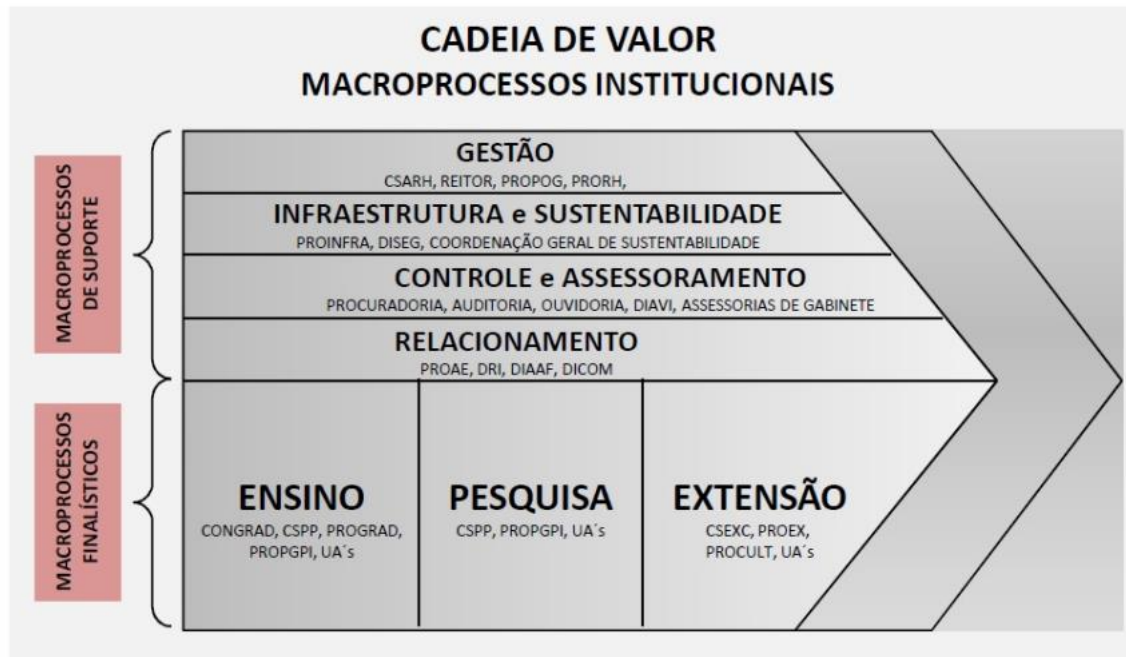 CADEIA DE VALOR
MACROPROCESSOS INSTITUCIONAIS
MACROPROCESSOS
DE SUPORTE
GESTÃO
CSARH, REITOR, PROPOG, PRORH,
INFRAESTRUTURA e SUSTENTABILIDADE
PROINFRA, DISEG, COORDENAÇÃO GERAL DE SUSTENTABILIDADE
CONTROLE e ASSESSORAMENTO
PROCURADORIA, AUDITORIA, OUVIDORIA, DIAVI, ASSESSORIAS DE GABINETE
RELACIONAMENTO
PROAE, DRI, DIAAF, DICOM
MACROPROCESSOS
FINALÍSTICOS
ENSINO
CONGRAD, CSPP, PROGRAD,
PROPGPI, UA´s
PESQUISA
CSPP, PROPGPI, UA´s
EXTENSÃO
CSEXC, PROEX,
PROCULT, UA´s